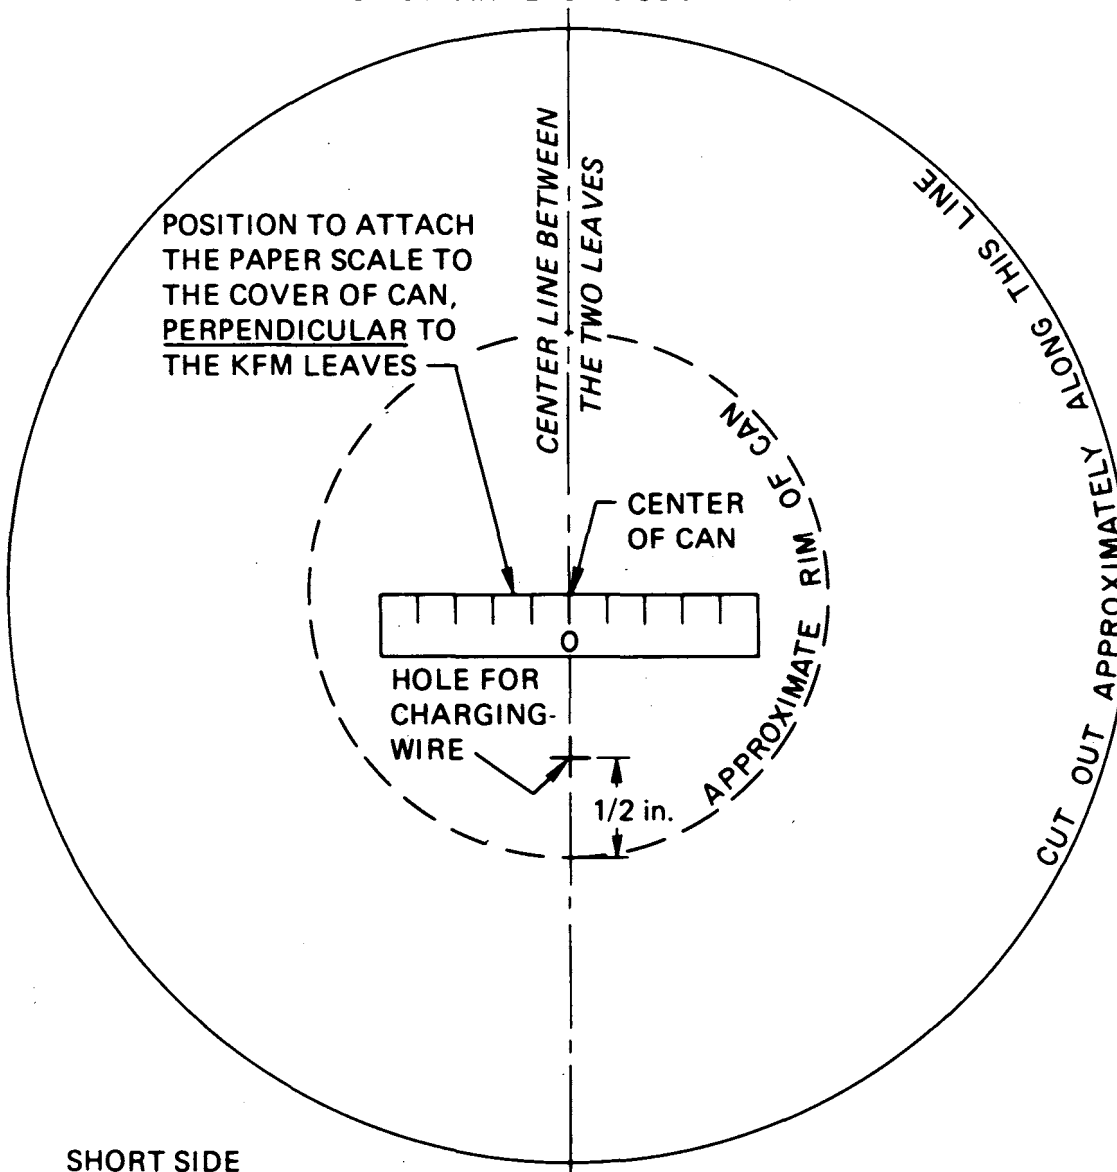 CENTER LINE BETWEEN
THE TWO LEAVES
POSITION TO ATTACH
THE PAPER SCALE TO
THE COVER OF CAN,
PERPENDICULAR TO
THE KFM LEAVES
CUT OUT APPROXIMATELY ALONG THIS LINE
APPROXIMATE RIM OF CAN
CENTER
OF CAN
0
HOLE FOR
CHARGING-
WIRE
1/2 in.
SHORT SIDE